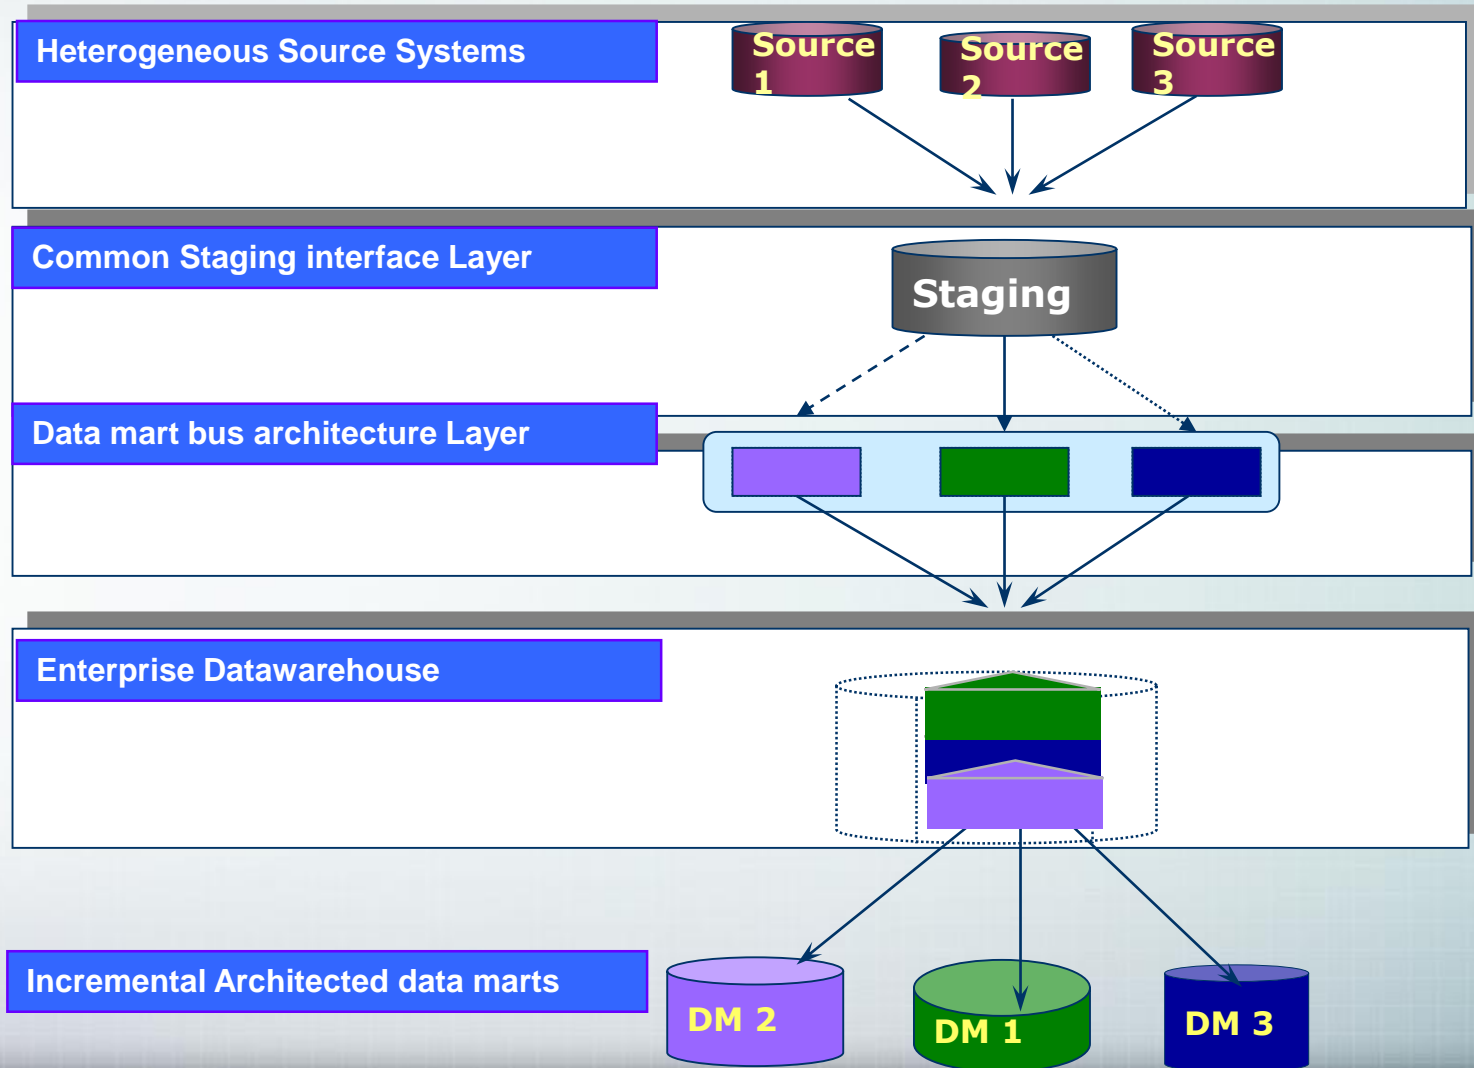 Heterogeneous Source Systems
Source
1
Source
2
Source
3
Common Staging interface Layer
Staging
Data mart bus architecture Layer
Enterprise Datawarehouse
Incremental Architected data marts
DM 2
DM 1
DM 3